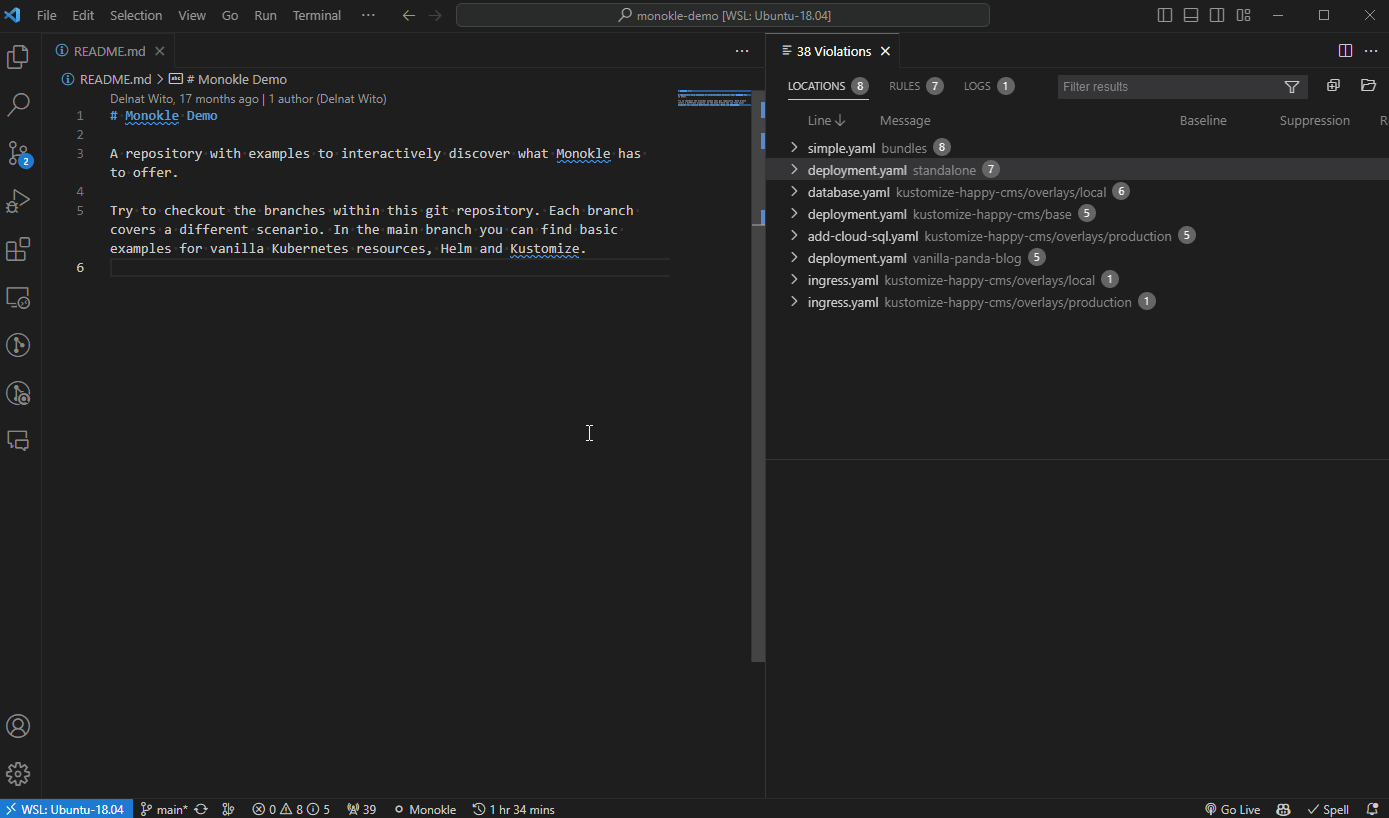 File Edit Selection View Go Run Terminal ··· monokle-demo [WSL: Ubuntu-18.04]
README.md
README.md > # Monokle Demo
Delnat Wito, 17 months ago | 1 author (Delnat Wito)
1 # Monokle Demo
2
3 A repository with examples to interactively discover what Monokle has
to offer.
4
5 Try to checkout the branches within this git repository. Each branch
covers a different scenario. In the main branch you can find basic
examples for vanilla Kubernetes resources, Helm and Kustomize.
6
2
38 Violations
LOCATIONS 8 RULES 7 LOGS 1 Filter results
Line Message Baseline Suppression R
simple.yaml bundles 8
deployment.yaml standalone 7
database.yaml kustomize-happy-cms/overlays/local 6
deployment.yaml kustomize-happy-cms/base 5
add-cloud-sql.yaml kustomize-happy-cms/overlays/production 5
deployment.yaml vanilla-panda-blog 5
ingress.yaml kustomize-happy-cms/overlays/local 1
ingress.yaml kustomize-happy-cms/overlays/production 1
WSL: Ubuntu-18.04 main* 0 8 5 39 Monokle 1 hr 34 mins Go Live Spell